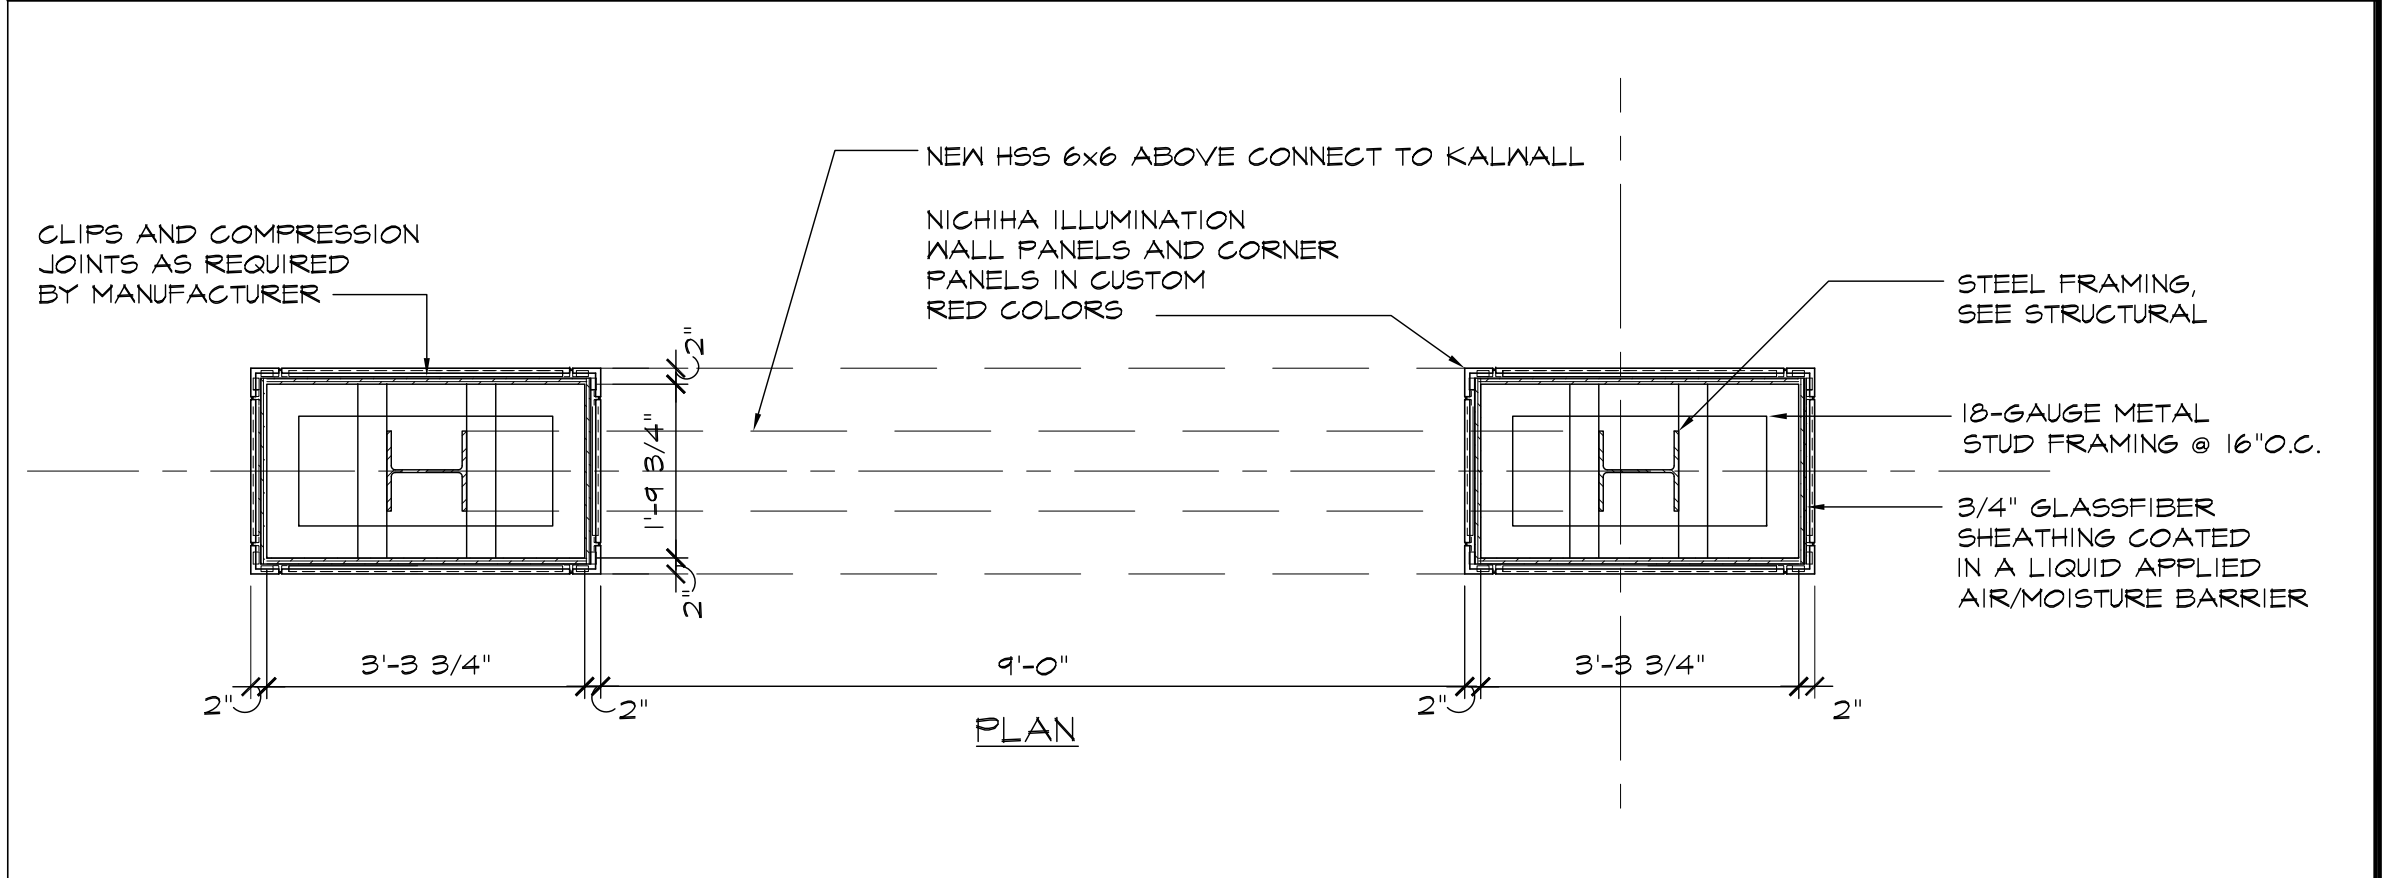 NEW HSS 6x6 ABOVE CONNECT TO KALWALL
NICHIHA ILLUMINATION
WALL PANELS AND CORNER
PANELS IN CUSTOM
RED COLORS
CLIPS AND COMPRESSION
JOINTS AS REQUIRED
BY MANUFACTURER
STEEL FRAMING,
SEE STRUCTURAL
18-GAUGE METAL
STUD FRAMING @ 16"O.C.
3/4" GLASSFIBER
SHEATHING COATED
IN A LIQUID APPLIED
AIR/MOISTURE BARRIER
2"
1'-9 3/4"
2"
3'-3 3/4"
9'-0"
3'-3 3/4"
2"
2"
2"
2"
PLAN